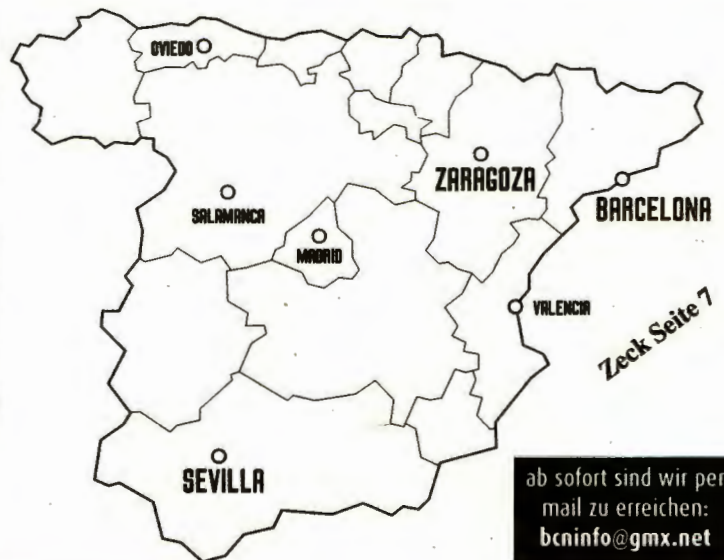 OVIEDO
ZARAGOZA
SALAMANCA
BARCELONA
MADRID
VALENCIA
Zeck Seite 7
SEVILLA
ab sofort sind wir per
mail zu erreichen:
bcninfo@gmx.net